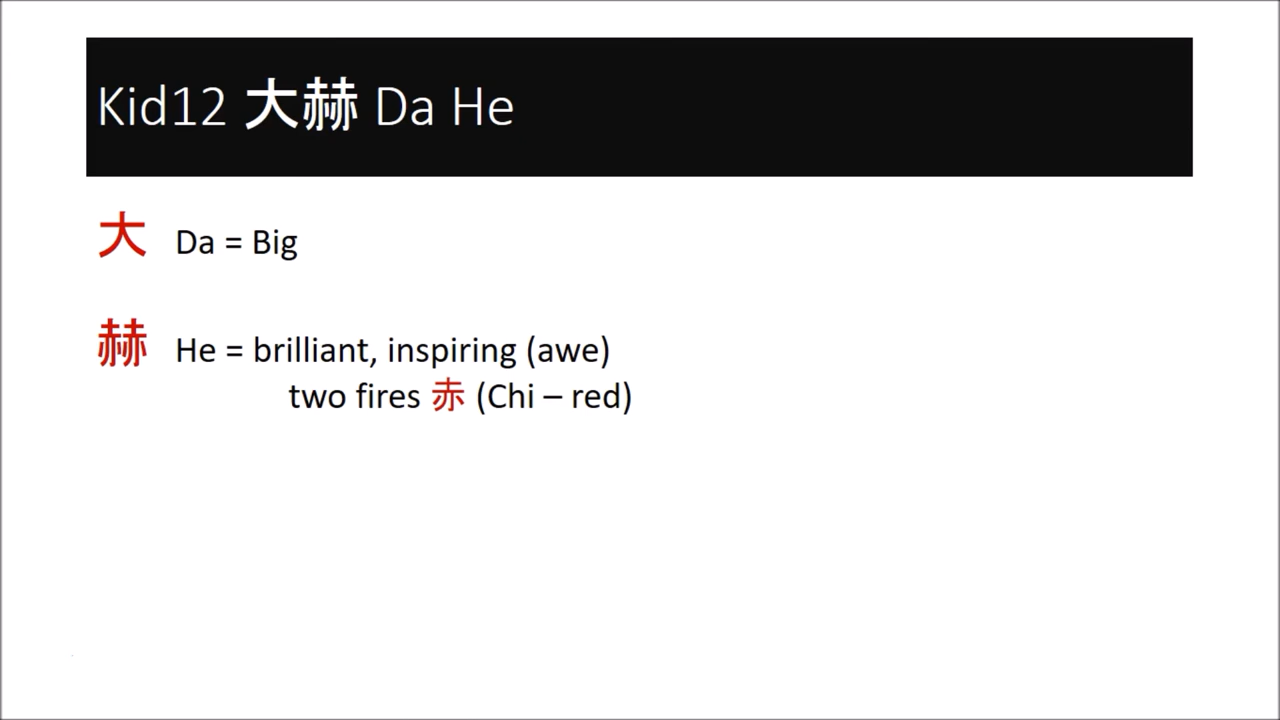 Kid12 大赫 Da He
大 Da = Big
赫 He = brilliant, inspiring (awe)
two fires 赤 (Chi – red)